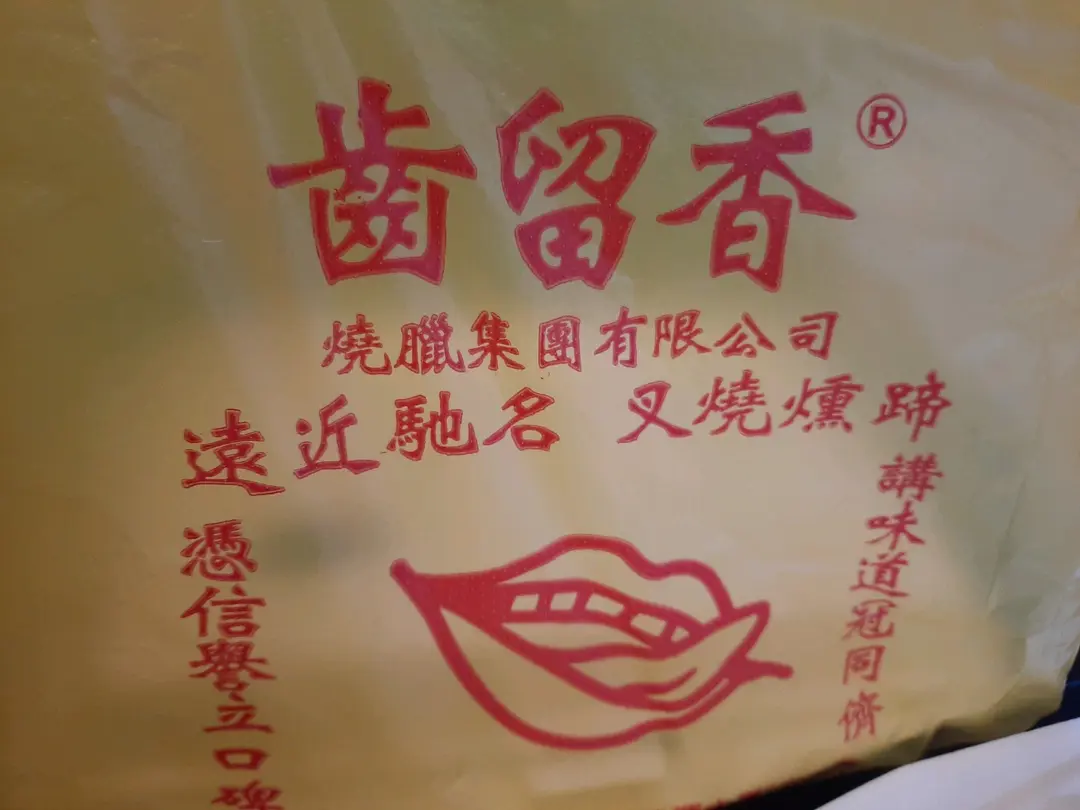 齒留香®
燒臘集團有限公司
遠近馳名 叉燒燻蹄
講味道冠同儕
憑信譽立口碑